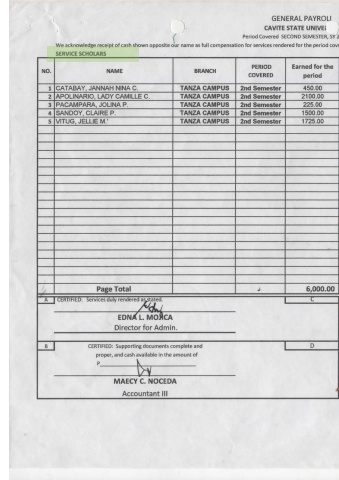 GENERAL PAYROLL
CAVITE STATE UNIVE
Period Covered SECOND SEMESTER, SY 2
We acknowledge receipt of cash shown opposite our name as full compensation for services rendered for the period cove
SERVICE SCHOLARS
NO. NAME BRANCH PERIOD COVERED Earned for the period
1 CATABAY, JANNAH NINA C. TANZA CAMPUS 2nd Semester 450.00
2 APOLINARIO, LADY CAMILLE C. TANZA CAMPUS 2nd Semester 2100.00
3 PACAMPARA, JOLINA P. TANZA CAMPUS 2nd Semester 225.00
4 SANDOY, CLAIRE P. TANZA CAMPUS 2nd Semester 1500.00
5 VITUG, JELLIE M. TANZA CAMPUS 2nd Semester 1725.00
Page Total 6,000.00
A CERTIFIED: Services duly rendered as stated. C
EDNA L. MOJICA
Director for Admin.
B CERTIFIED: Supporting documents complete and D
proper, and cash available in the amount of
P
MAECY C. NOCEDA
Accountant III